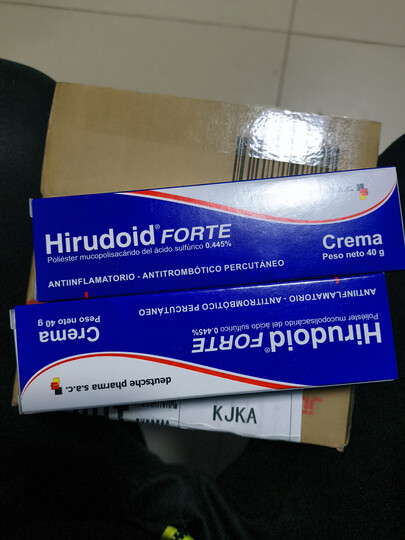 Hirudoid® FORTE
Poliéster mucopolisacárido del ácido sulfúrico 0.445%
Crema
Peso neto 40 g
ANTIINFLAMATORIO - ANTITROMBÓTICO PERCUTÁNEO
Hirudoid® FORTE
Poliéster mucopolisacárido del ácido sulfúrico 0.445%
Crema
Peso neto 40 g
ANTIINFLAMATORIO - ANTITROMBÓTICO PERCUTÁNEO
deutsche pharma s.a.c.
KJKA